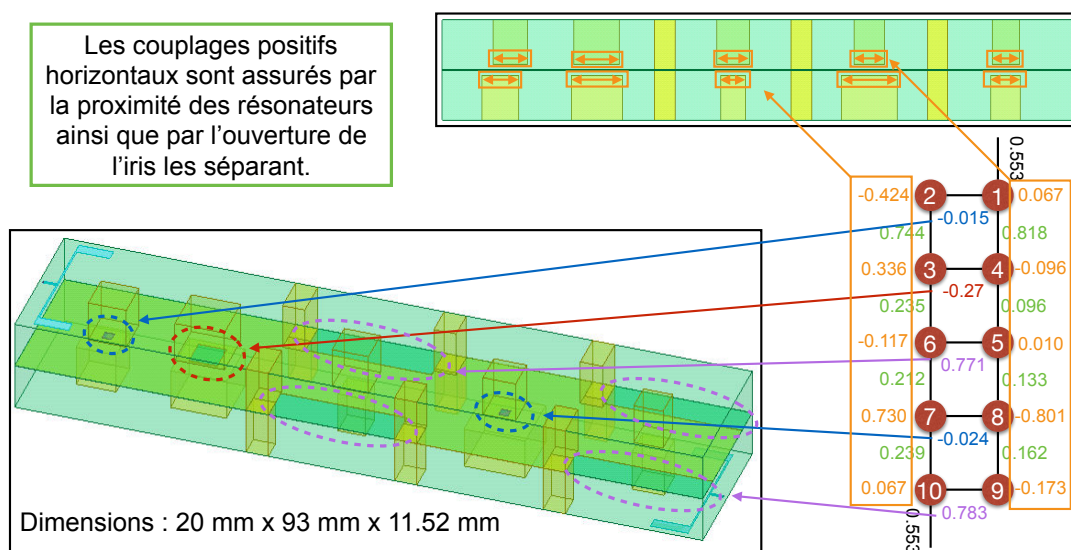 Les couplages positifs
horizontaux sont assurés par
la proximité des résonateurs
ainsi que par l'ouverture de
l'iris les séparant.
0.553
-0.424 2 1 0.067
-0.015
0.744 0.818
0.336 3 4 -0.096
-0.27
0.235 0.096
-0.117 6 5 0.010
0.771
0.212 0.133
0.730 7 8 -0.801
-0.024
0.239 0.162
0.067 10 9 -0.173
0.783
0.553
Dimensions : 20 mm x 93 mm x 11.52 mm